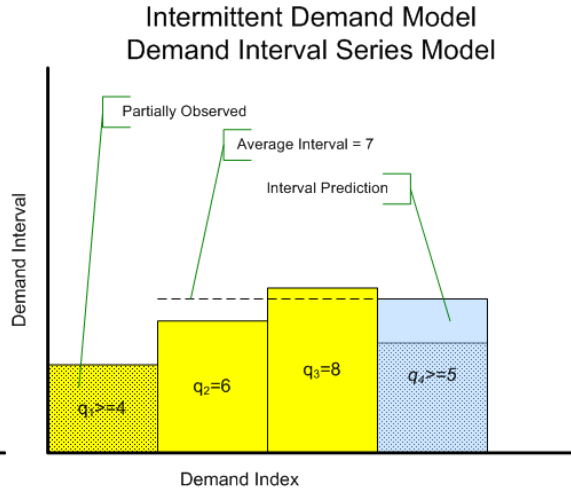 Intermittent Demand Model
Demand Interval Series Model
Partially Observed
Average Interval = 7
Interval Prediction
Demand Interval
q₁>=4
q₂=6
q₃=8
q₄>=5
Demand Index